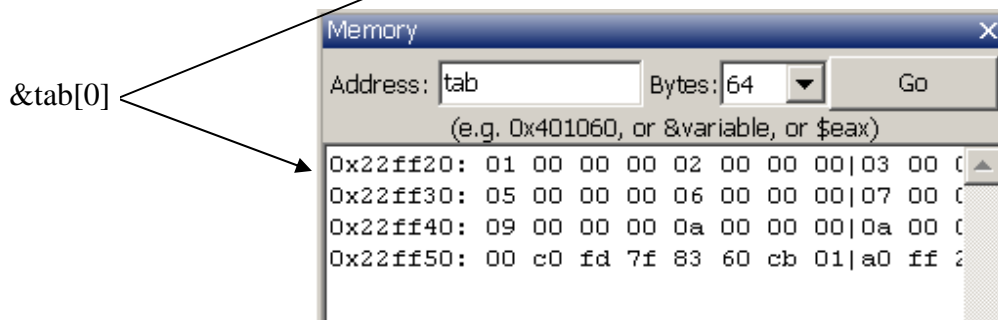 Memory
&tab[0]
Address: tab Bytes: 64 Go
(e.g. 0x401060, or &variable, or $eax)
0x22ff20: 01 00 00 00 02 00 00 00|03 00
0x22ff30: 05 00 00 00 06 00 00 00|07 00
0x22ff40: 09 00 00 00 0a 00 00 00|0a 00
0x22ff50: 00 c0 fd 7f 83 60 cb 01|a0 ff